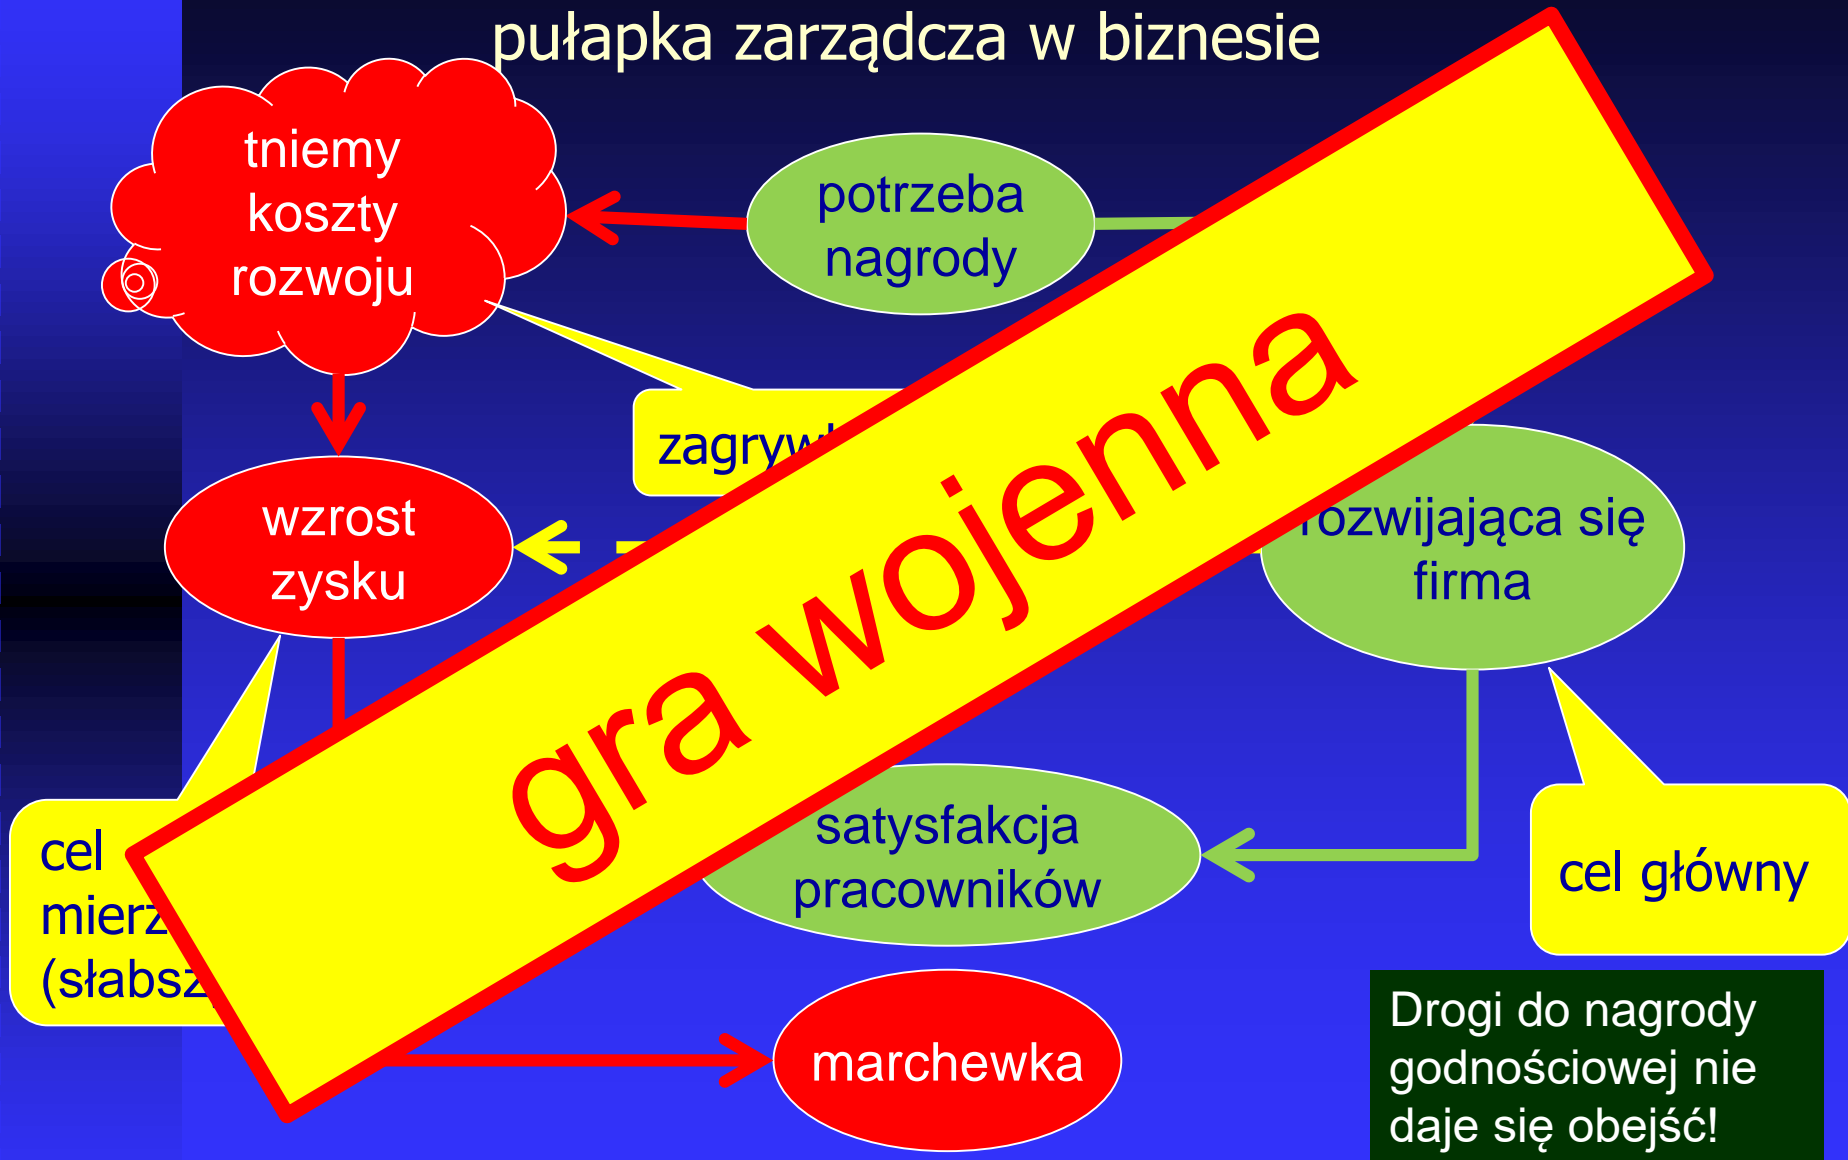 pułapka zarządcza w biznesie
tniemy
koszty
rozwoju
potrzeba
nagrody
wzrost
zysku
rozwijająca się
firma
gra wojenna
cel
satysfakcja
pracowników
cel główny
marchewka
Drogi do nagrody
godnościowej nie
daje się obejść!